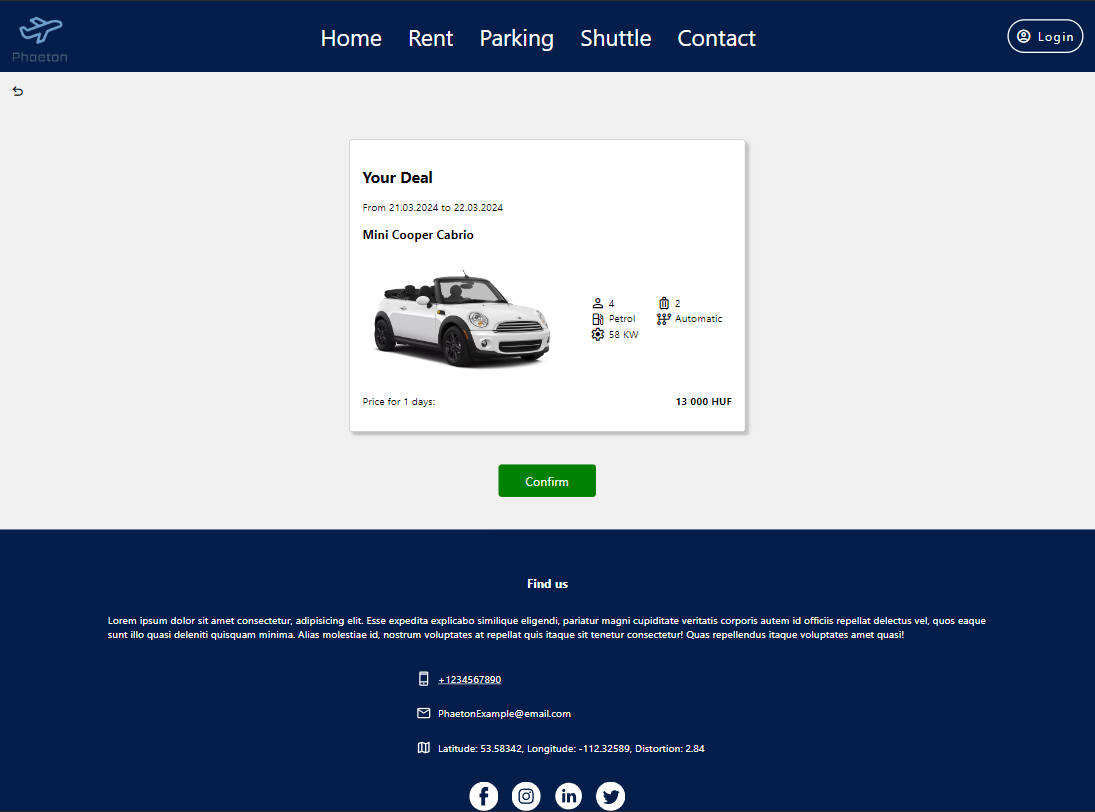 Phaeton
Home Rent Parking Shuttle Contact
Login
Your Deal
From 21.03.2024 to 22.03.2024
Mini Cooper Cabrio
4 2
Petrol Automatic
58 KW
Price for 1 days: 13 000 HUF
Confirm
Find us
Lorem ipsum dolor sit amet consectetur, adipisicing elit. Esse expedita explicabo similique eligendi, pariatur magni cupiditate veritatis corporis autem id officiis repellat delectus vel, quos eaque
sunt illo quasi deleniti quisquam minima. Alias molestiae id, nostrum voluptates at repellat quis itaque sit tenetur consectetur! Quas repellendus itaque voluptates amet quasi!
+1234567890
PhaetonExample@email.com
Latitude: 53.58342, Longitude: -112.32589, Distortion: 2.84